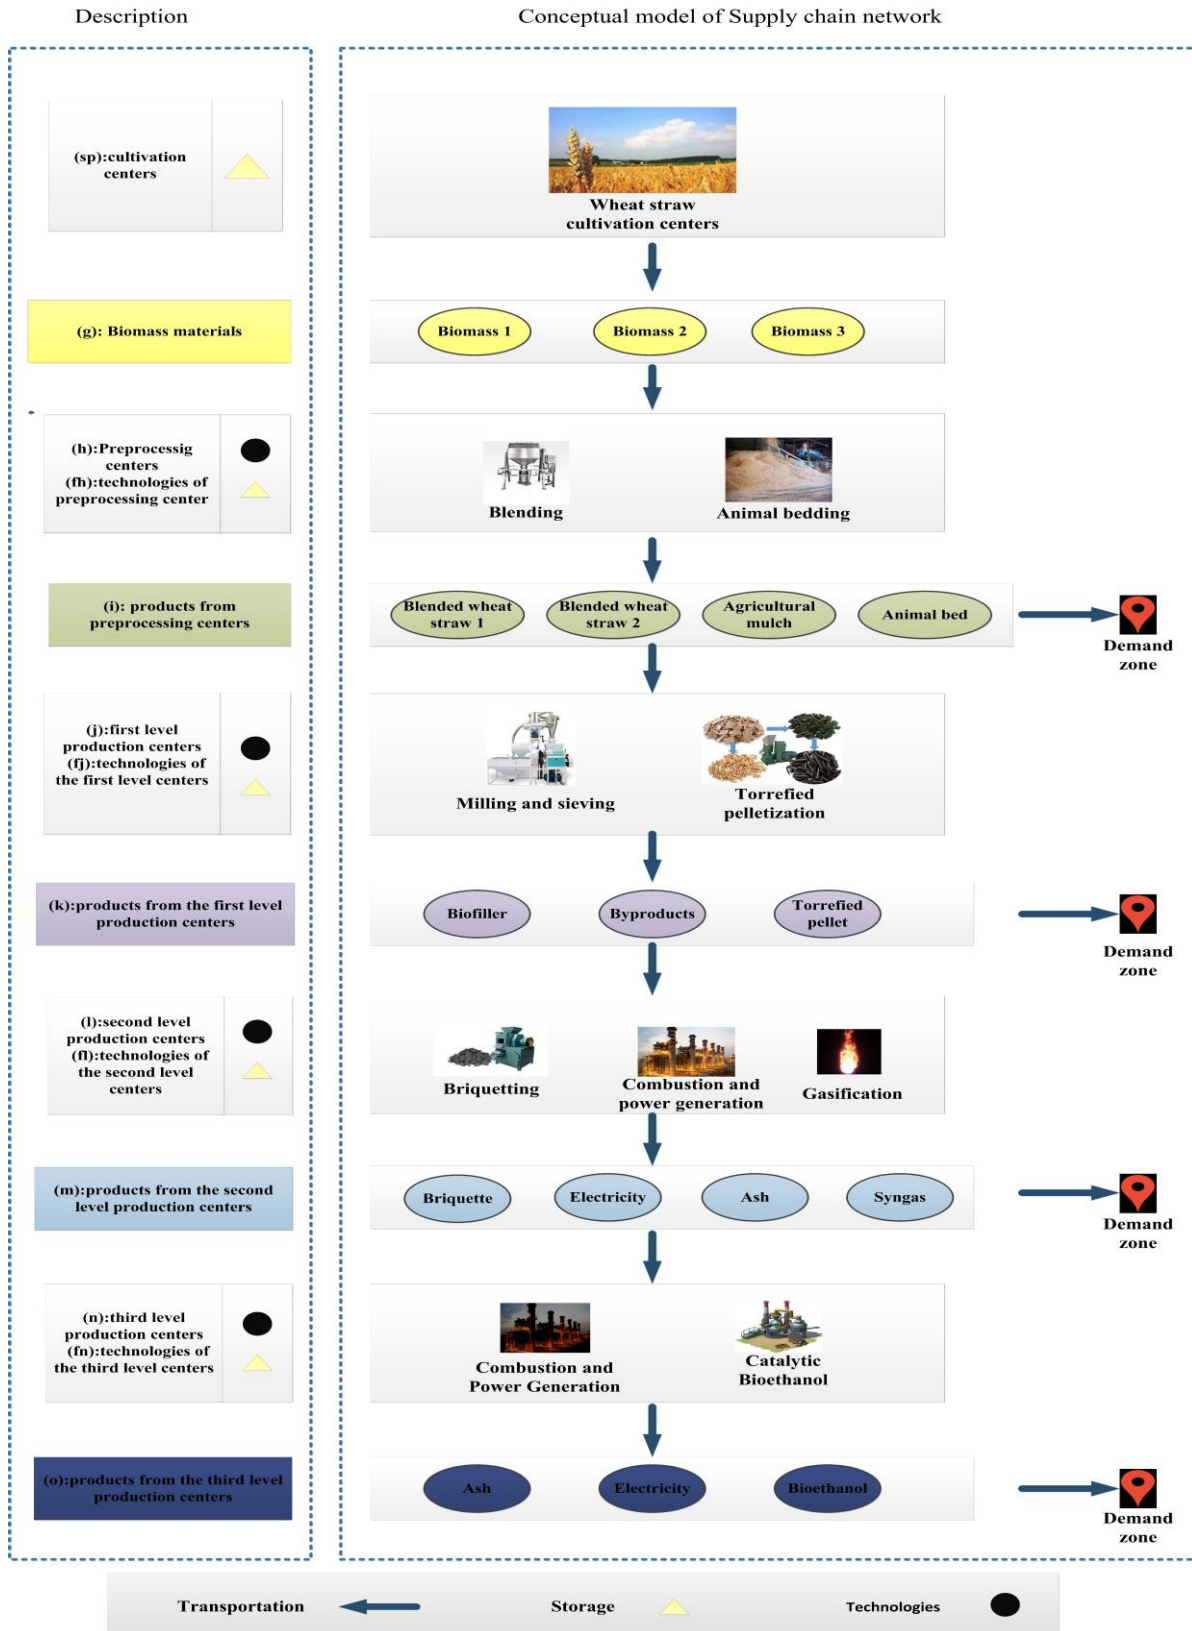 Description
Conceptual model of Supply chain network
(sp):cultivation
centers
Wheat straw
cultivation centers
(g): Biomass materials
Biomass 1
Biomass 2
Biomass 3
(h):Preprocessig
centers
(fh):technologies of
preprocessing center
Blending
Animal bedding
(i): products from
preprocessing centers
Blended wheat
straw 1
Blended wheat
straw 2
Agricultural
mulch
Animal bed
Demand
zone
(j):first level
production centers
(fj):technologies of
the first level centers
Milling and sieving
Torrefied
pelletization
(k):products from the first level
production centers
Biofiller
Byproducts
Torrefied
pellet
Demand
zone
(l):second level
production centers
(fl):technologies of
the second level
centers
Briquetting
Combustion and
power generation
Gasification
(m):products from the second
level production centers
Briquette
Electricity
Ash
Syngas
Demand
zone
(n):third level
production centers
(fn):technologies of
the third level centers
Combustion and
Power Generation
Catalytic
Bioethanol
(o):products from the third level
production centers
Ash
Electricity
Bioethanol
Demand
zone
Transportation
Storage
Technologies